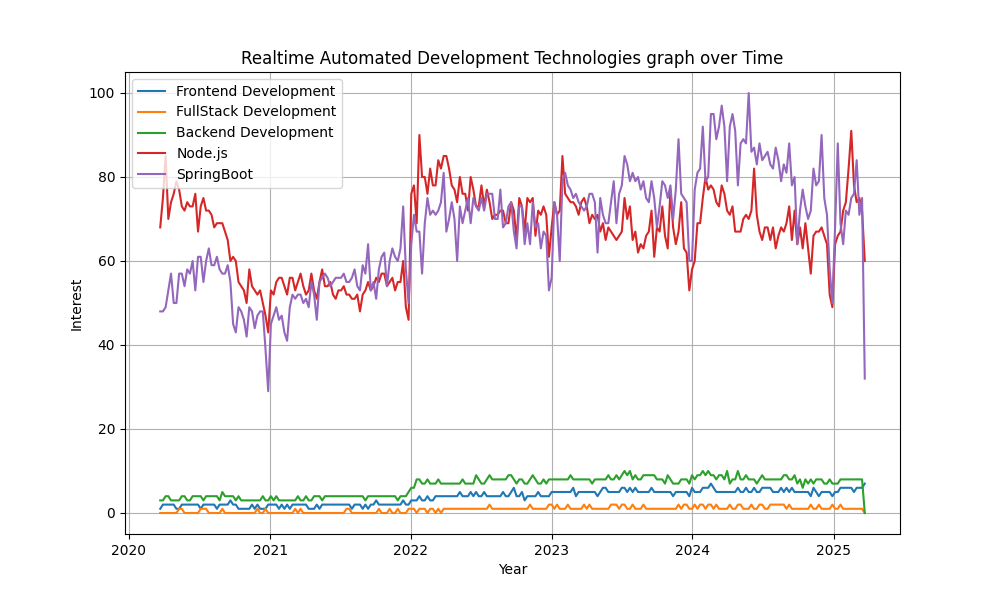 Realtime Automated Development Technologies graph over Time
Frontend Development
FullStack Development
Backend Development
Node.js
SpringBoot
100
80
60
40
20
0
Interest
2020
2021
2022
2023
2024
2025
Year